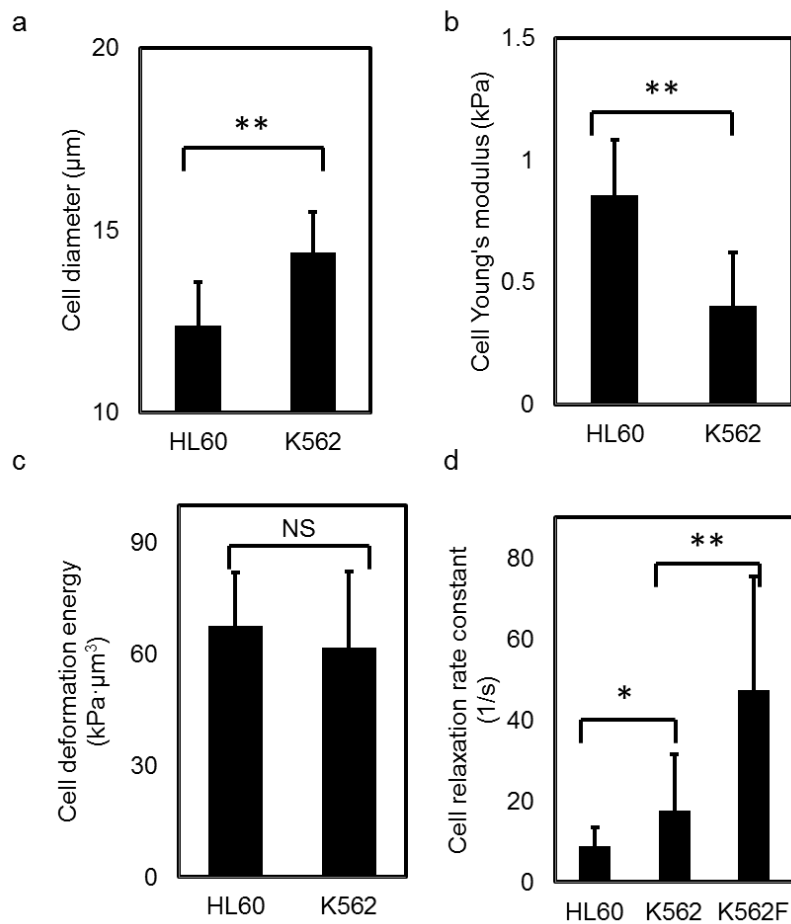 a
20
15
10
Cell diameter (µm)
**
HL60 K562
b
1.5
1
0.5
0
Cell Young's modulus (kPa)
**
HL60 K562
c
90
60
30
0
Cell deformation energy
(kPa·µm³)
NS
HL60 K562
d
80
60
40
20
0
Cell relaxation rate constant
(1/s)
*
**
HL60 K562 K562F